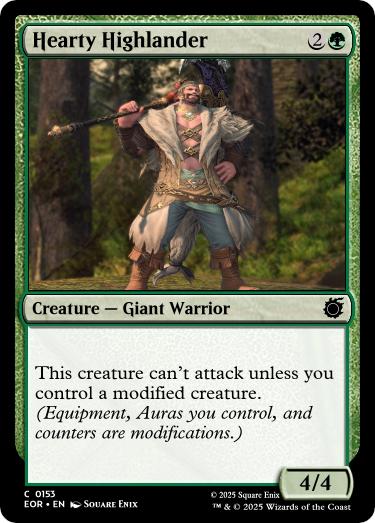 Hearty Highlander 2
Creature — Giant Warrior
This creature can't attack unless you
control a modified creature.
(Equipment, Auras you control, and
counters are modifications.)
4/4
C 0153
EOR • EN Square Enix
© 2025 Square Enix
™ & © 2025 Wizards of the Coast